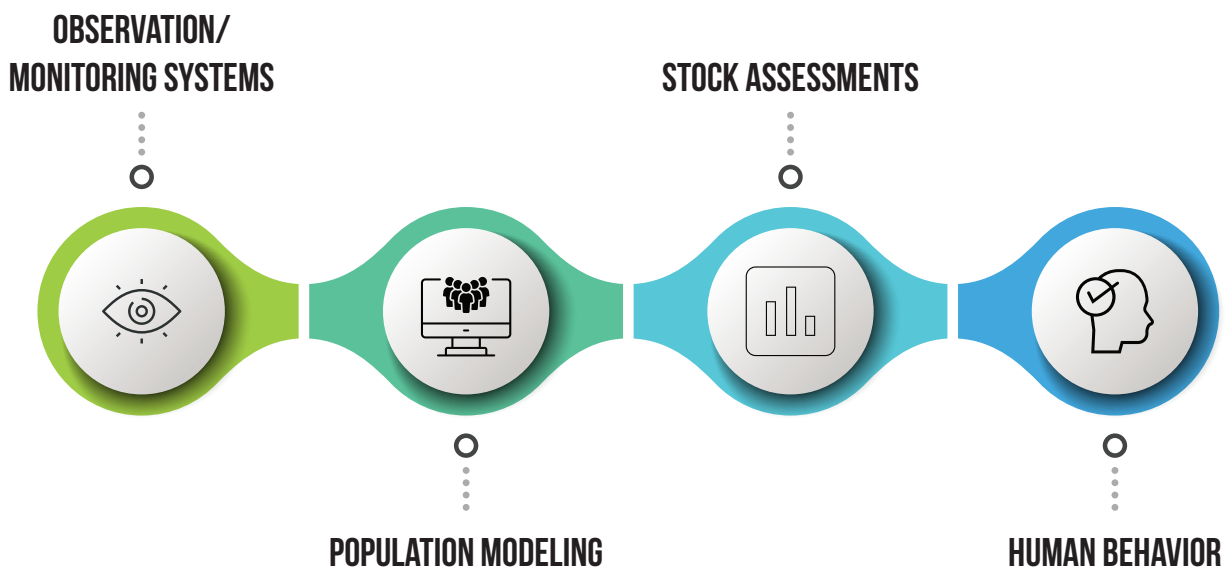 OBSERVATION/
MONITORING SYSTEMS
STOCK ASSESSMENTS
POPULATION MODELING
HUMAN BEHAVIOR